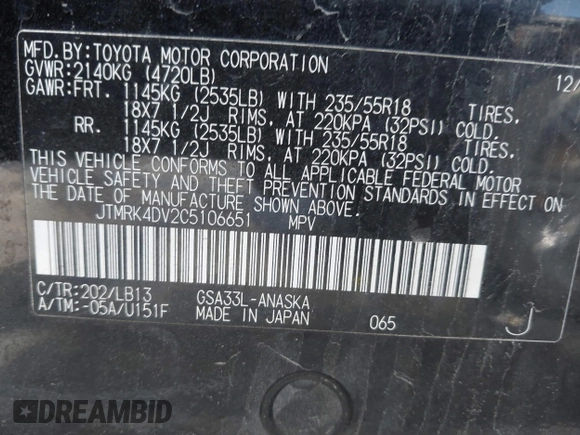 MFD.BY:TOYOTA MOTOR CORPORATION 12/
GVWR:2140KG (4720LB)
GAWR:FRT. 1145KG (2535LB) WITH 235/55R18 TIRES,
18X7 1/2J RIMS, AT 220KPA (32PSI) COLD.
RR. 1145KG (2535LB) WITH 235/55R18 TIRES,
18X7 1/2J RIMS, AT 220KPA (32PSI) COLD.
THIS VEHICLE CONFORMS TO ALL APPLICABLE FEDERAL MOTOR
VEHICLE SAFETY AND THEFT PREVENTION STANDARDS IN EFFECT ON
THE DATE OF MANUFACTURE SHOWN ABOVE.
JTMRK4DV2C5106651 MPV
C/TR:202/LB13 GSA33L-ANASKA
A/TM:-05A/U151F MADE IN JAPAN 065 J
DREAMBID